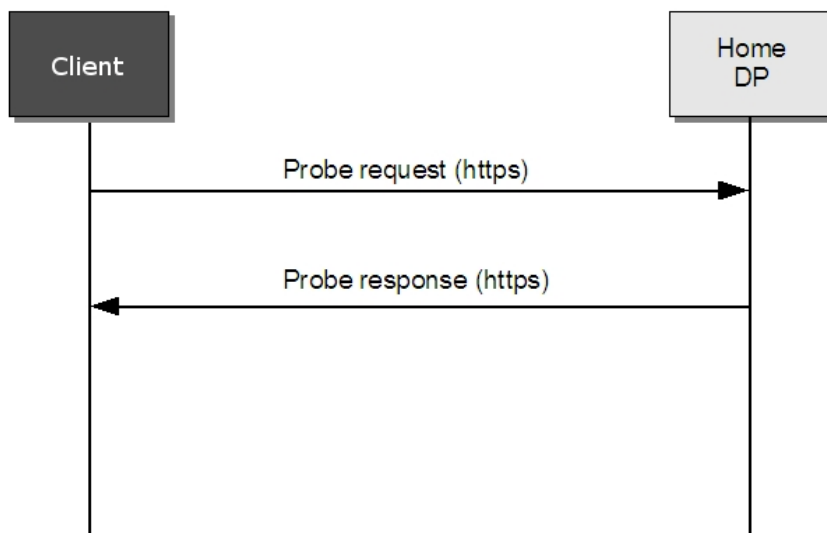 Client
Home
DP
Probe request (https)
Probe response (https)